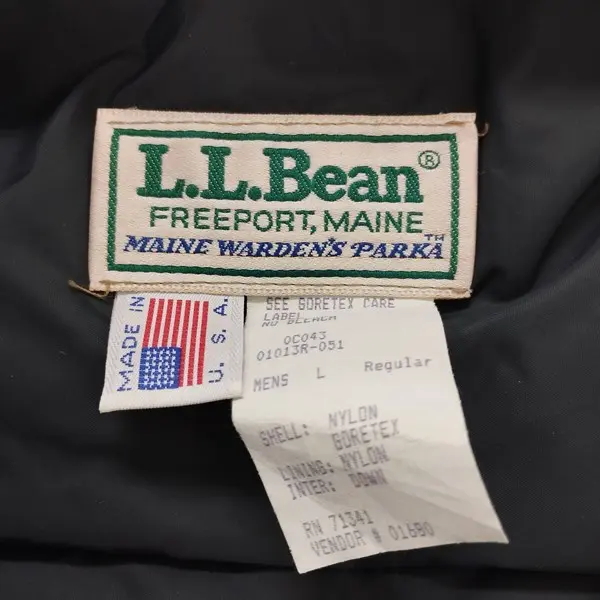 L.L.Bean®
FREEPORT, MAINE
MAINE WARDEN'S PARKA™
MADE IN
U.S.A.
SEE GORETEX CARE
LABEL
NO BLEACH
0C043
01013R-051
MENS L Regular
SHELL: NYLON
GORETEX
LINING: NYLON
INTER: DOWN
RN 71341
VENDOR # 01680